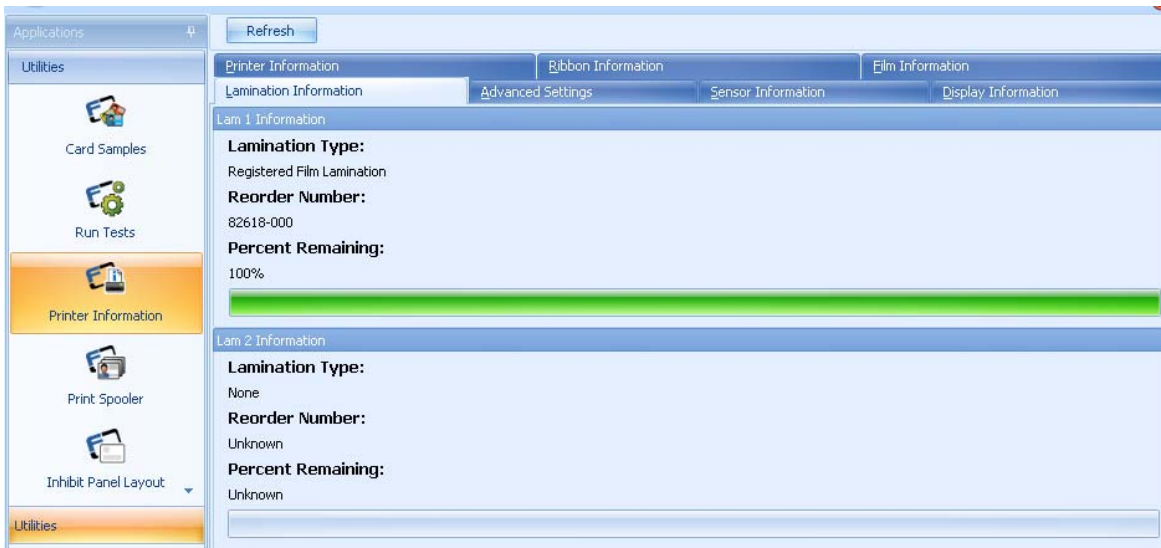 Applications
Refresh
Utilities
Printer Information
Ribbon Information
Film Information
Lamination Information
Advanced Settings
Sensor Information
Display Information
Lam 1 Information
Card Samples
Lamination Type:
Registered Film Lamination
Reorder Number:
82618-000
Run Tests
Percent Remaining:
100%
Printer Information
Lam 2 Information
Lamination Type:
None
Print Spooler
Reorder Number:
Unknown
Percent Remaining:
Inhibit Panel Layout
Unknown
Utilities